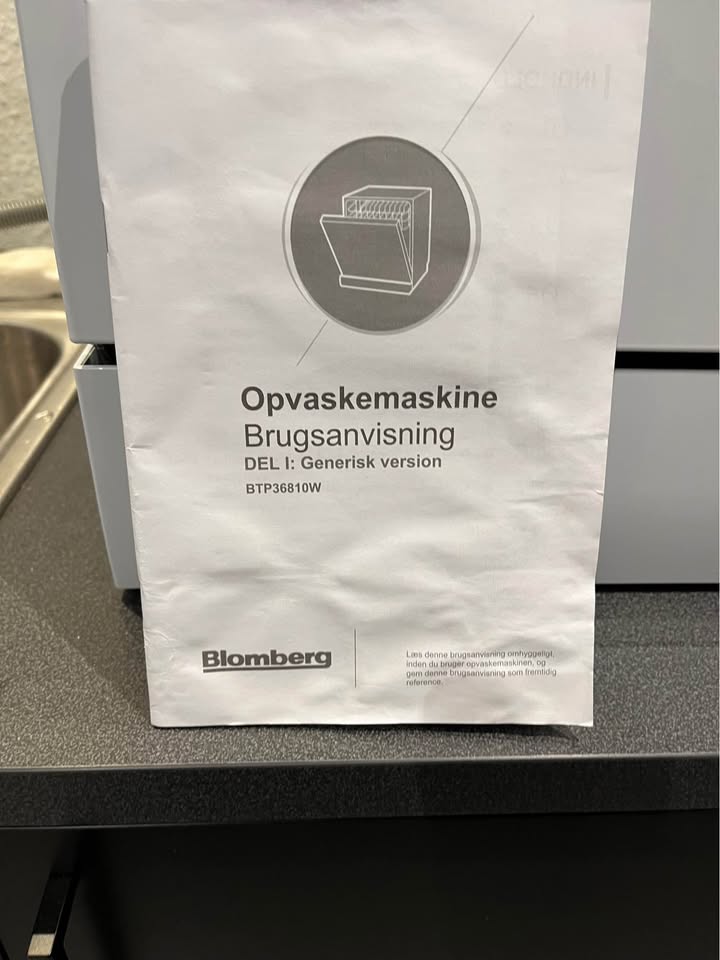 Opvaskemaskine
Brugsanvisning
DEL I: Generisk version
BTP36810W
Blomberg
Læs denne brugsanvisning omhyggeligt,
inden du bruger opvaskemaskinen, og
gem denne brugsanvisning som fremtidig
reference.